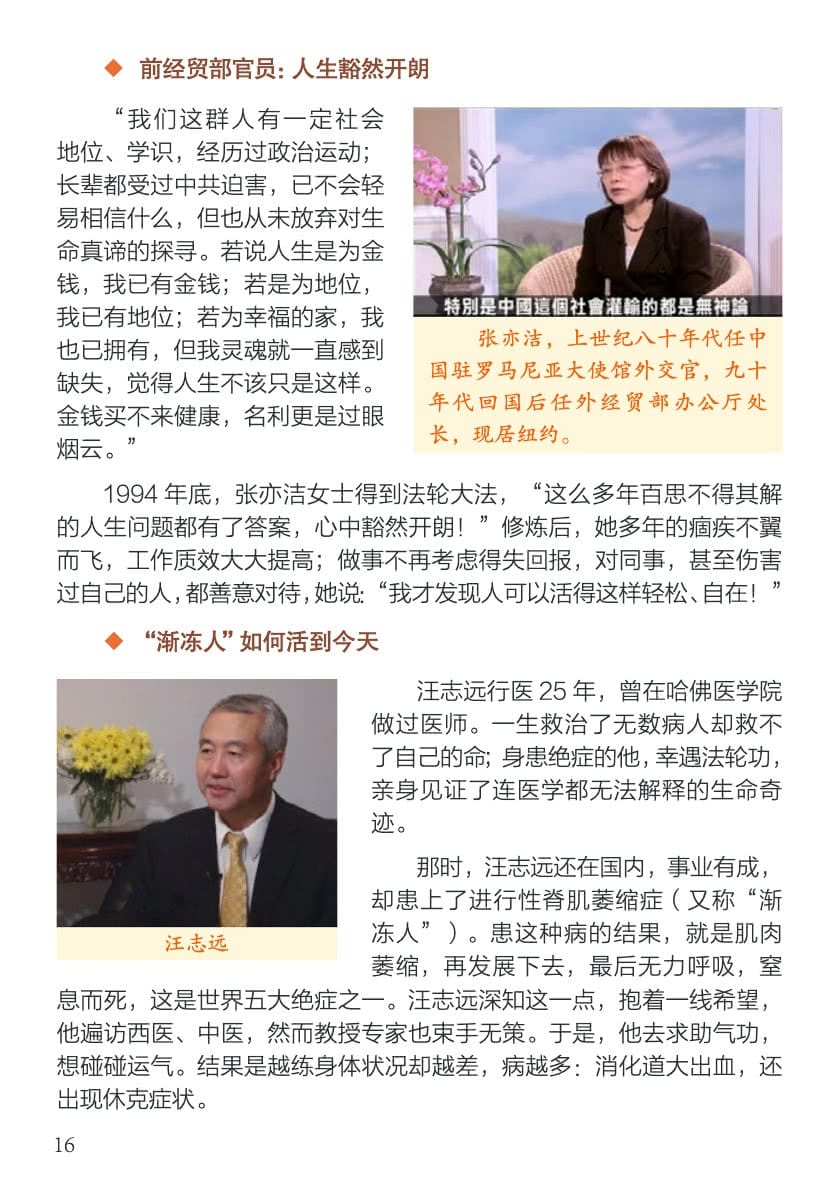 ◆ 前经贸部官员：人生豁然开朗
“我们这群人有一定社会
地位、学识，经历过政治运动；
长辈都受过中共迫害，已不会轻
易相信什么，但也从未放弃对生
命真谛的探寻。若说人生是为金
钱，我已有金钱；若是为地位，
我已有地位；若为幸福的家，我
也已拥有，但我灵魂就一直感到
缺失，觉得人生不该只是这样。
金钱买不来健康，名利更是过眼
烟云。”
特別是中國這個社會灌輸的都是無神論
张亦洁，上世纪八十年代任中
国驻罗马尼亚大使馆外交官，九十
年代回国后任外经贸部办公厅处
长，现居纽约。
1994 年底，张亦洁女士得到法轮大法，“这么多年百思不得其解
的人生问题都有了答案，心中豁然开朗！”修炼后，她多年的痼疾不翼
而飞，工作质效大大提高；做事不再考虑得失回报，对同事，甚至伤害
过自己的人，都善意对待，她说：“我才发现人可以活得这样轻松、自在！”
◆ “渐冻人”如何活到今天
汪志远行医 25 年，曾在哈佛医学院
做过医师。一生救治了无数病人却救不
了自己的命；身患绝症的他，幸遇法轮功，
亲身见证了连医学都无法解释的生命奇
迹。
那时，汪志远还在国内，事业有成，
却患上了进行性脊肌萎缩症（又称“渐
冻人”）。患这种病的结果，就是肌肉
萎缩，再发展下去，最后无力呼吸，窒
汪志远
息而死，这是世界五大绝症之一。汪志远深知这一点，抱着一线希望，
他遍访西医、中医，然而教授专家也束手无策。于是，他去求助气功，
想碰碰运气。结果是越练身体状况却越差，病越多：消化道大出血，还
出现休克症状。
16